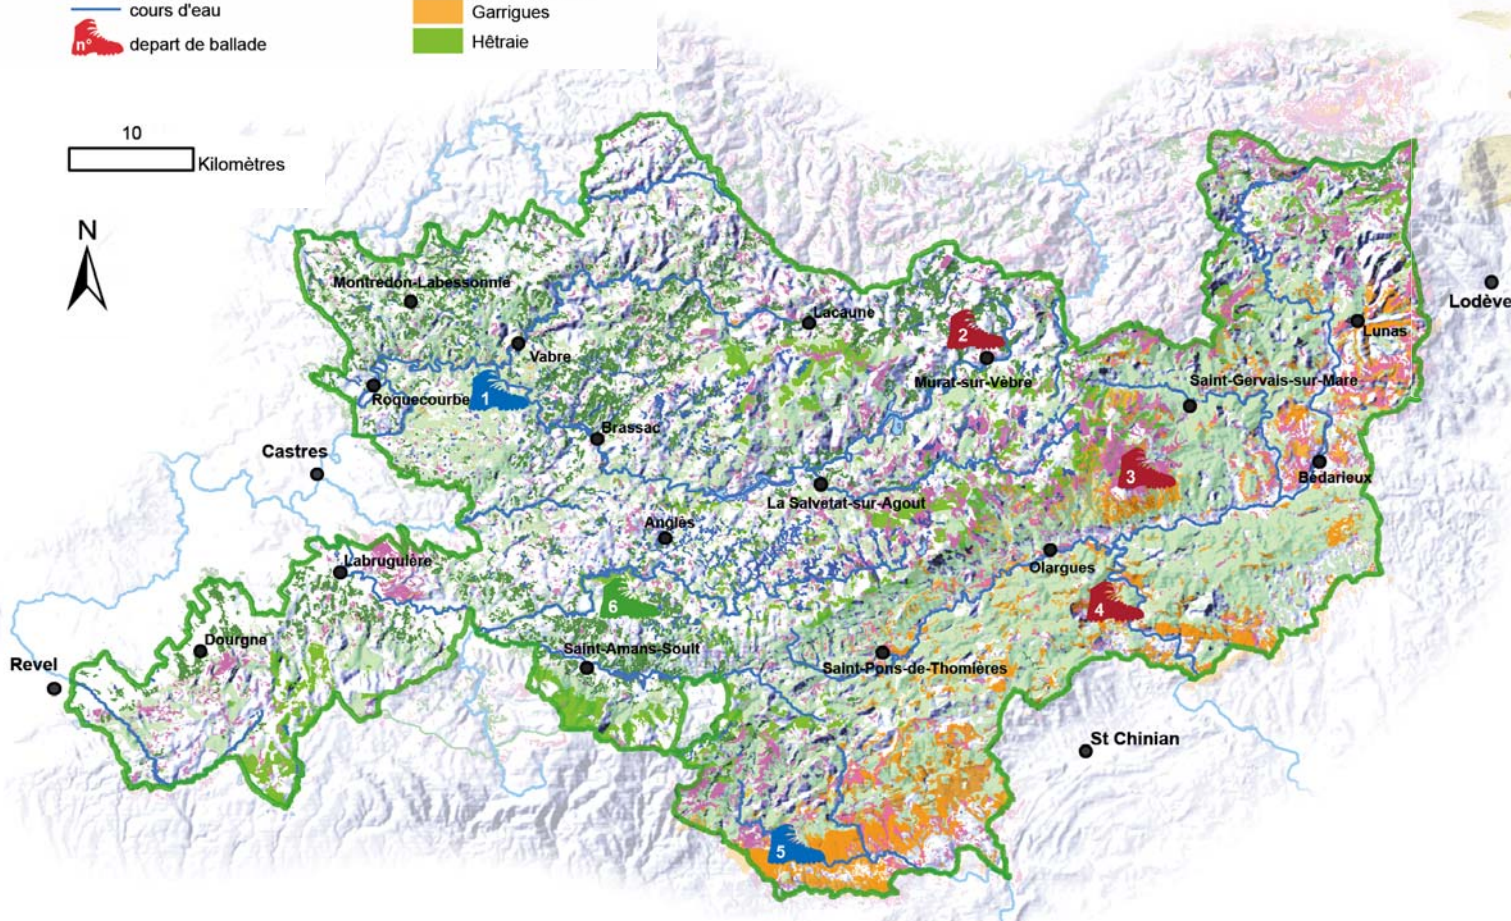 cours d'eau
Garrigues
n° depart de ballade
Hêtraie
10
Kilomètres
N
Montredon-Labessonnié
Lacaune
Lodève
2
Lunas
Vabre
Murat-sur-Vèbre
Saint-Gervais-sur-Mare
Roquecourbe
1
Brassac
Castres
3
Bédarieux
La Salvetat-sur-Agout
Anglès
Labruguière
Olargues
6
4
Dourgne
Saint-Amans-Soult
Revel
Saint-Pons-de-Thomières
St Chinian
5